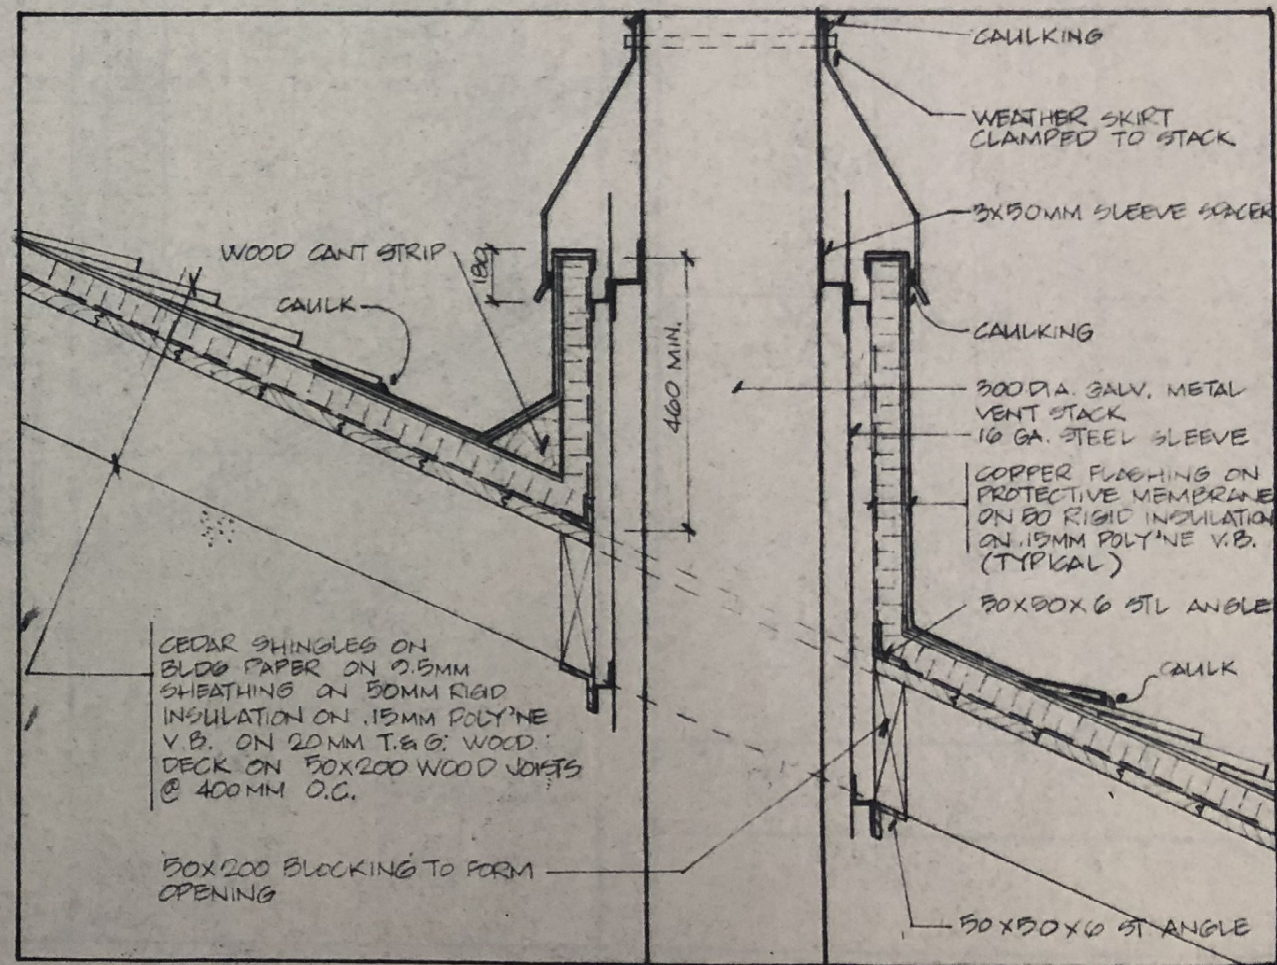 CAULKING
WEATHER SKIRT
CLAMPED TO STACK
3X50MM SLEEVE SPACER
WOOD CANT STRIP
180
CAULK
CAULKING
460 MIN.
300 DIA. GALV. METAL
VENT STACK
16 GA. STEEL SLEEVE
COPPER FLASHING ON
PROTECTIVE MEMBRANE
ON 50 RIGID INSULATION
ON .15MM POLY'NE V.B.
(TYPICAL)
50X50X6 STL ANGLE
CAULK
CEDAR SHINGLES ON
BLDG PAPER ON 9.5MM
SHEATHING ON 50MM RIGID
INSULATION ON .15MM POLY'NE
V.B. ON 20MM T.&G. WOOD
DECK ON 50X200 WOOD JOISTS
@ 400MM O.C.
50X200 BLOCKING TO FORM
OPENING
50X50X6 ST ANGLE